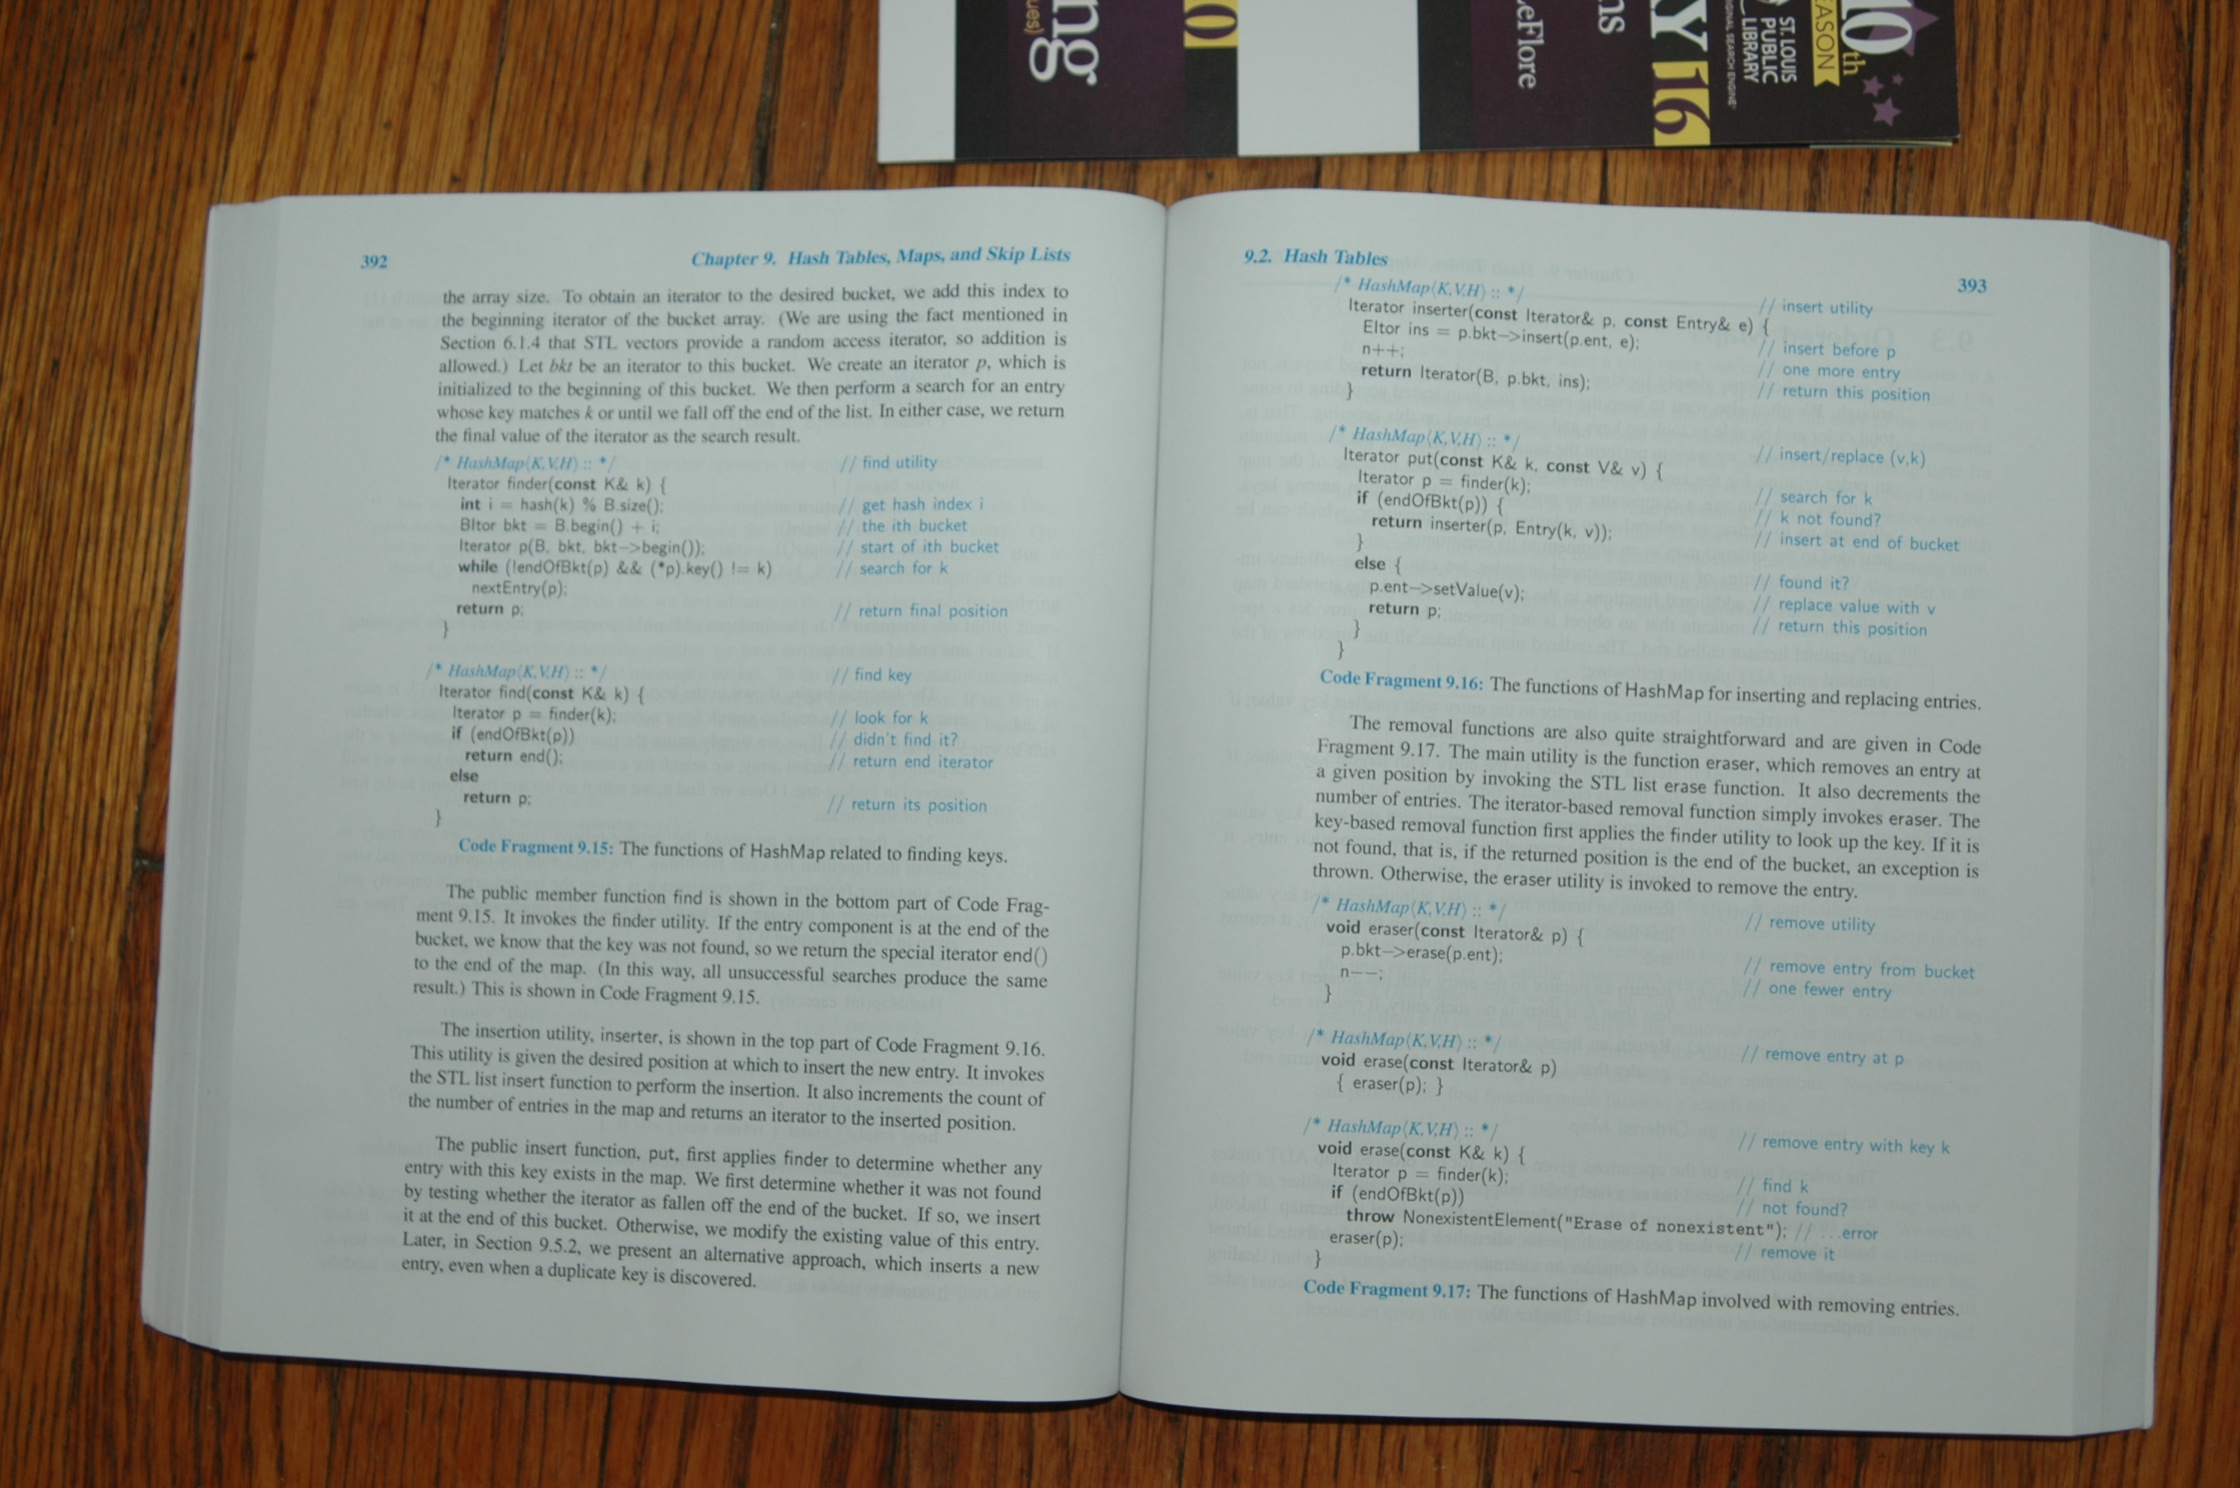 392
Chapter 9. Hash Tables, Maps, and Skip Lists
the array size. To obtain an iterator to the desired bucket, we add this index to
the beginning iterator of the bucket array. (We are using the fact mentioned in
Section 6.1.4 that STL vectors provide a random access iterator, so addition is
allowed.) Let bkt be an iterator to this bucket. We create an iterator p, which is
initialized to the beginning of this bucket. We then perform a search for an entry
whose key matches k or until we fall off the end of the list. In either case, we return
the final value of the iterator as the search result.
/* HashMap⟨K,V,H⟩ :: */ // find utility
Iterator finder(const K& k) {
int i = hash(k) % B.size(); // get hash index i
BItor bkt = B.begin() + i; // the ith bucket
Iterator p(B, bkt, bkt−>begin()); // start of ith bucket
while (!endOfBkt(p) && (*p).key() != k) // search for k
nextEntry(p);
return p; // return final position
}
/* HashMap⟨K,V,H⟩ :: */ // find key
Iterator find(const K& k) {
Iterator p = finder(k); // look for k
if (endOfBkt(p)) // didn't find it?
return end(); // return end iterator
else
return p; // return its position
}
Code Fragment 9.15: The functions of HashMap related to finding keys.
The public member function find is shown in the bottom part of Code Frag-
ment 9.15. It invokes the finder utility. If the entry component is at the end of the
bucket, we know that the key was not found, so we return the special iterator end()
to the end of the map. (In this way, all unsuccessful searches produce the same
result.) This is shown in Code Fragment 9.15.
The insertion utility, inserter, is shown in the top part of Code Fragment 9.16.
This utility is given the desired position at which to insert the new entry. It invokes
the STL list insert function to perform the insertion. It also increments the count of
the number of entries in the map and returns an iterator to the inserted position.
The public insert function, put, first applies finder to determine whether any
entry with this key exists in the map. We first determine whether it was not found
by testing whether the iterator as fallen off the end of the bucket. If so, we insert
it at the end of this bucket. Otherwise, we modify the existing value of this entry.
Later, in Section 9.5.2, we present an alternative approach, which inserts a new
entry, even when a duplicate key is discovered.
9.2. Hash Tables
393
/* HashMap⟨K,V,H⟩ :: */ // insert utility
Iterator inserter(const Iterator& p, const Entry& e) {
EItor ins = p.bkt−>insert(p.ent, e); // insert before p
n++; // one more entry
return Iterator(B, p.bkt, ins); // return this position
}
/* HashMap⟨K,V,H⟩ :: */ // insert/replace (v,k)
Iterator put(const K& k, const V& v) {
Iterator p = finder(k); // search for k
if (endOfBkt(p)) { // k not found?
return inserter(p, Entry(k, v)); // insert at end of bucket
}
else { // found it?
p.ent−>setValue(v); // replace value with v
return p; // return this position
}
}
Code Fragment 9.16: The functions of HashMap for inserting and replacing entries.
The removal functions are also quite straightforward and are given in Code
Fragment 9.17. The main utility is the function eraser, which removes an entry at
a given position by invoking the STL list erase function. It also decrements the
number of entries. The iterator-based removal function simply invokes eraser. The
key-based removal function first applies the finder utility to look up the key. If it is
not found, that is, if the returned position is the end of the bucket, an exception is
thrown. Otherwise, the eraser utility is invoked to remove the entry.
/* HashMap⟨K,V,H⟩ :: */ // remove utility
void eraser(const Iterator& p) {
p.bkt−>erase(p.ent); // remove entry from bucket
n−−; // one fewer entry
}
/* HashMap⟨K,V,H⟩ :: */ // remove entry at p
void erase(const Iterator& p)
{ eraser(p); }
/* HashMap⟨K,V,H⟩ :: */ // remove entry with key k
void erase(const K& k) {
Iterator p = finder(k); // find k
if (endOfBkt(p)) // not found?
throw NonexistentElement("Erase of nonexistent"); // ...error
eraser(p); // remove it
}
Code Fragment 9.17: The functions of HashMap involved with removing entries.
10th
EASON
ST. LOUIS
PUBLIC
LIBRARY
IGINAL SEARCH ENGINE
Y 16
ns
LeFlore
0
ng
ues)